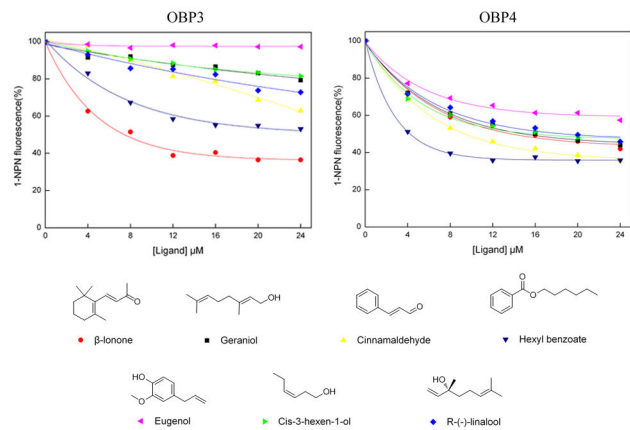 OBP3
OBP4
1-NPN fluorescence(%)
100
80
60
40
20
0
0 4 8 12 16 20 24
[Ligand] µM
1-NPN fluorescence(%)
100
80
60
40
20
0
0 4 8 12 16 20 24
[Ligand] µM
O
OH
O
O
O
β-Ionone
Geraniol
Cinnamaldehyde
Hexyl benzoate
HO
O
OH
HO
Eugenol
Cis-3-hexen-1-ol
R-(-)-linalool